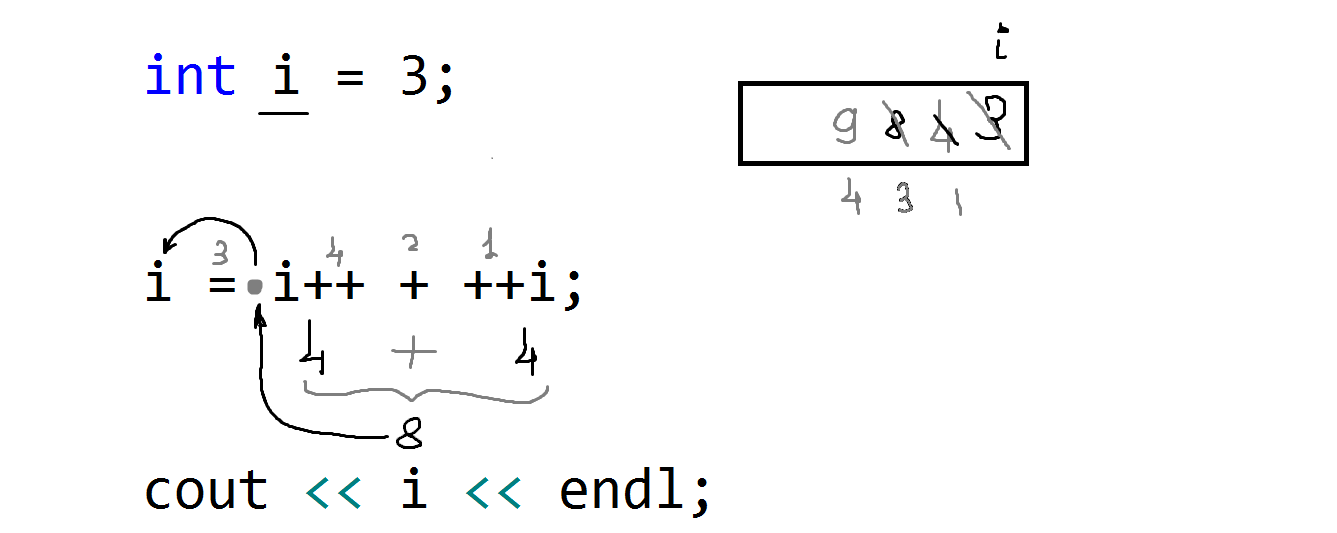 i
int i = 3;
9 8 4 3
4 3 1
3 4 2 1
i = i++ + ++i;
4 + 4
8
cout << i << endl;